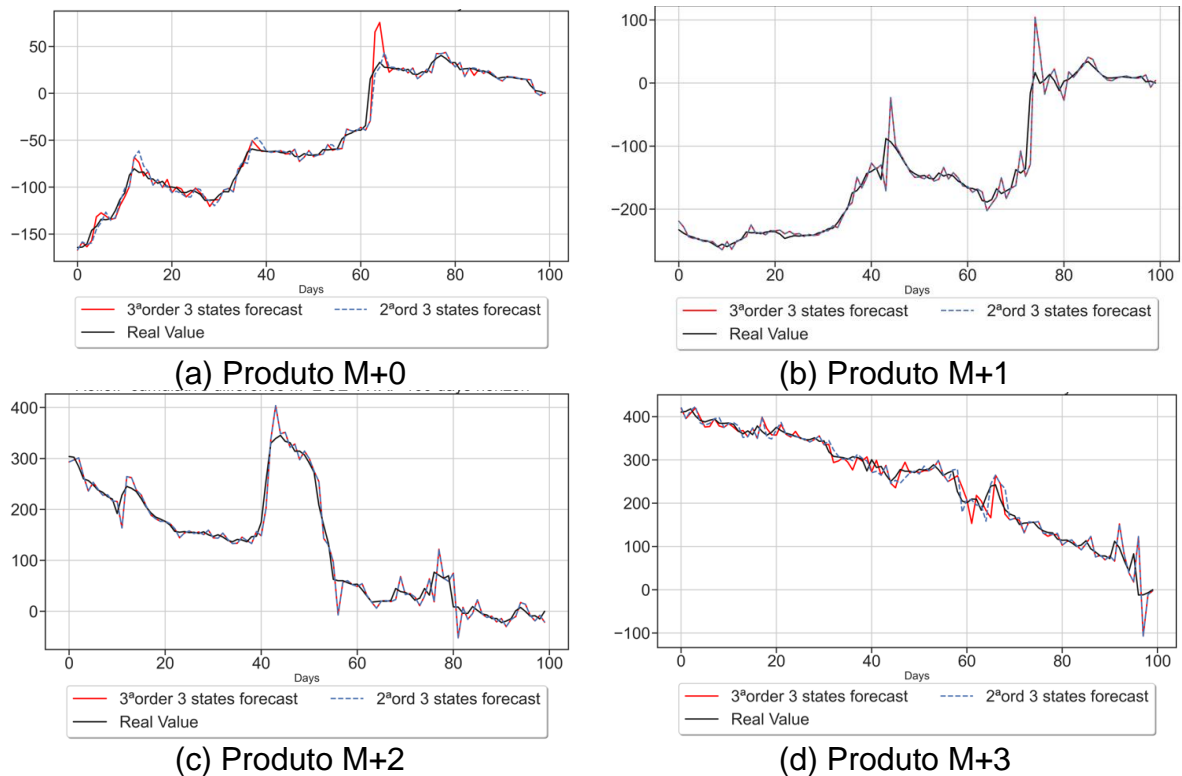 50
0
−50
−100
−150
0 20 40 60 80 100
Days
3ªorder 3 states forecast 2ªord 3 states forecast
Real Value
(a) Produto M+0
100
0
−100
−200
0 20 40 60 80 100
Days
3ªorder 3 states forecast 2ªord 3 states forecast
Real Value
(b) Produto M+1
400
300
200
100
0
0 20 40 60 80 100
Days
3ªorder 3 states forecast 2ªord 3 states forecast
Real Value
(c) Produto M+2
400
300
200
100
0
−100
0 20 40 60 80 100
Days
3ªorder 3 states forecast 2ªord 3 states forecast
Real Value
(d) Produto M+3